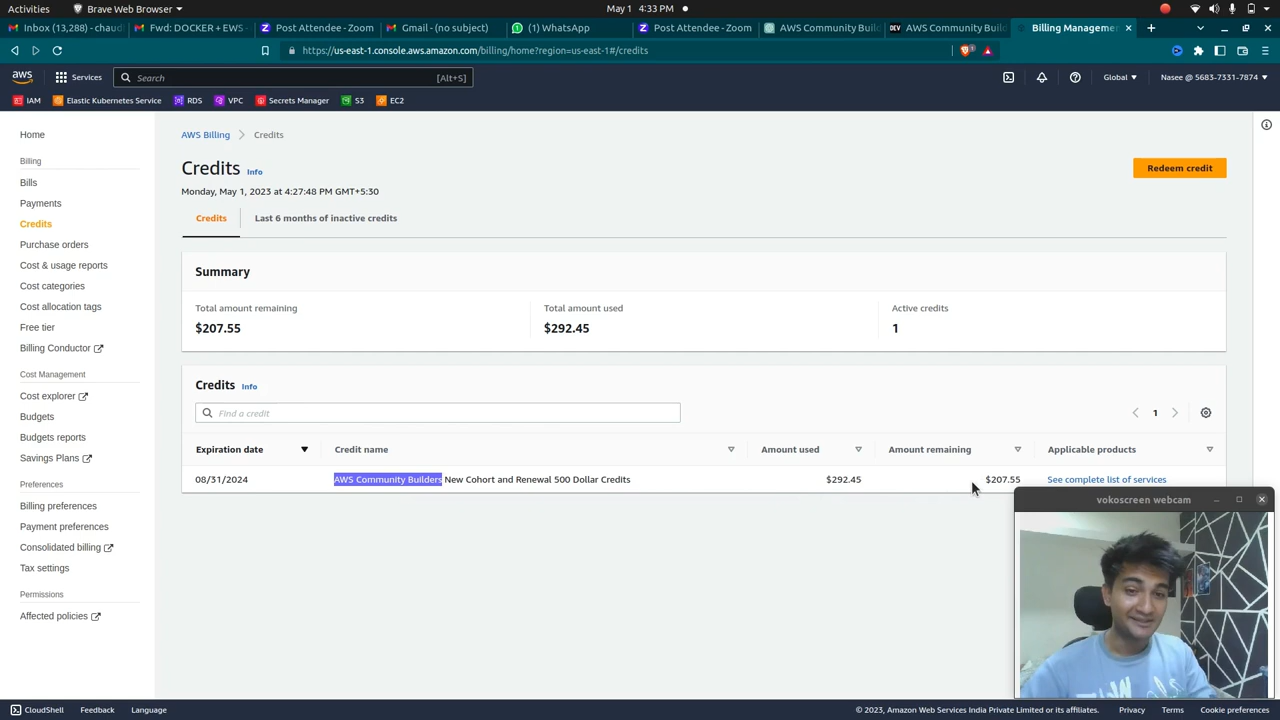 Activities Brave Web Browser May 1 4:33 PM
Inbox (13,288) - chaud Fwd: DOCKER + EWS - Post Attendee - Zoom Gmail - (no subject) (1) WhatsApp Post Attendee - Zoom AWS Community Buil DEV AWS Community Buil Billing Manageme
https://us-east-1.console.aws.amazon.com/billing/home?region=us-east-1#/credits
aws Services Search [Alt+S] Global Nasee @ 5683-7331-7874
IAM Elastic Kubernetes Service RDS VPC Secrets Manager S3 EC2
Home
Billing
Bills
Payments
Credits
Purchase orders
Cost & usage reports
Cost categories
Cost allocation tags
Free tier
Billing Conductor
Cost Management
Cost explorer
Budgets
Budgets reports
Savings Plans
Preferences
Billing preferences
Payment preferences
Consolidated billing
Tax settings
Permissions
Affected policies
AWS Billing Credits
Credits Info
Redeem credit
Monday, May 1, 2023 at 4:27:48 PM GMT+5:30
Credits Last 6 months of inactive credits
Summary
Total amount remaining Total amount used Active credits
$207.55 $292.45 1
Credits Info
Find a credit 1
Expiration date Credit name Amount used Amount remaining Applicable products
08/31/2024 AWS Community Builders New Cohort and Renewal 500 Dollar Credits $292.45 $207.55 See complete list of services
vokoscreen webcam
CloudShell Feedback Language © 2023, Amazon Web Services India Private Limited or its affiliates. Privacy Terms Cookie preferences